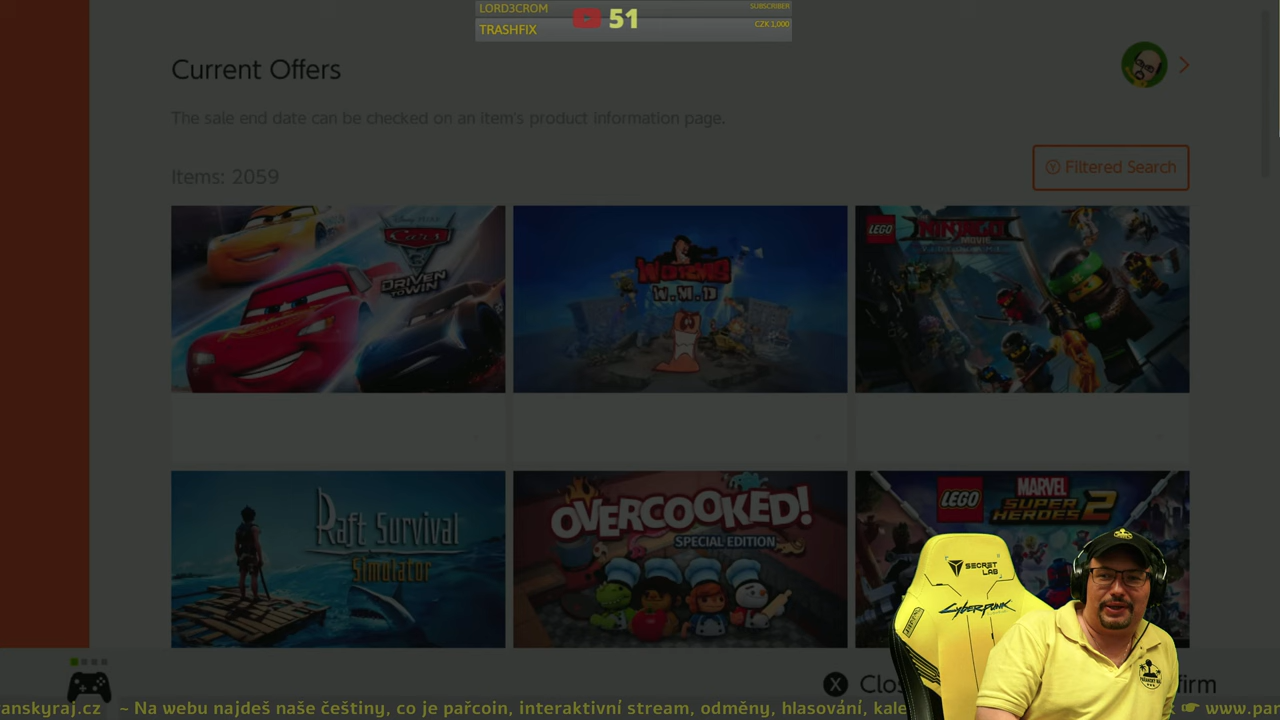 LORD3CROM
SUBSCRIBER
51
TRASHFIX
CZK 1,000
Current Offers
The sale end date can be checked on an item's product information page.
Items: 2059
Y Filtered Search
Cars
3
DRIVEN
TO WIN
WORMS
W.M.D
LEGO
NINJAGO
MOVIE
Raft Survival
Simulator
OVERCOOKED!
SPECIAL EDITION
LEGO
MARVEL
SUPER
HEROES 2
SECRET
LAB
Cyberpunk
X Clo
firm
anskyraj.cz ~ Na webu najdeš naše češtiny, co je pařcoin, interaktivní stream, odměny, hlasování, kale
www.par